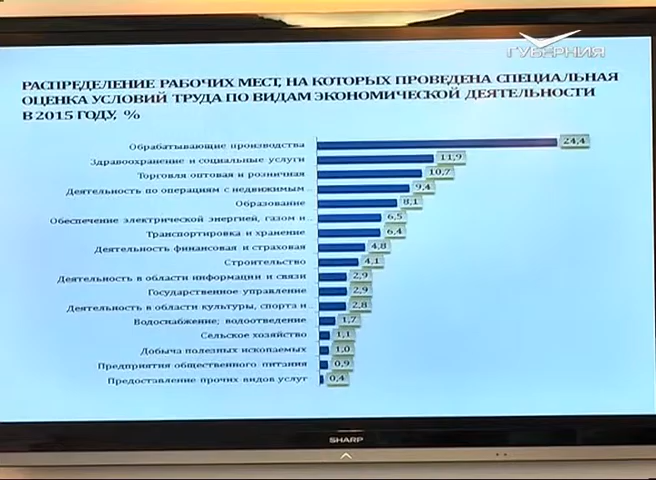 ГУБЕРНИЯ
РАСПРЕДЕЛЕНИЕ РАБОЧИХ МЕСТ, НА КОТОРЫХ ПРОВЕДЕНА СПЕЦИАЛЬНАЯ
ОЦЕНКА УСЛОВИЙ ТРУДА ПО ВИДАМ ЭКОНОМИЧЕСКОЙ ДЕЯТЕЛЬНОСТИ
В 2015 ГОДУ, %
Обрабатывающие производства 24,4
Здравоохранение и социальные услуги 11,9
Торговля оптовая и розничная 10,7
Деятельность по операциям с недвижимым... 9,4
Образование 8,1
Обеспечение электрической энергией, газом и... 6,5
Транспортировка и хранение 6,4
Деятельность финансовая и страховая 4,8
Строительство 4,1
Деятельность в области информации и связи 2,9
Государственное управление 2,9
Деятельность в области культуры, спорта и... 2,8
Водоснабжение; водоотведение 1,7
Сельское хозяйство 1,1
Добыча полезных ископаемых 1,0
Предприятия общественного питания 0,9
Предоставление прочих видов услуг 0,4
SHARP